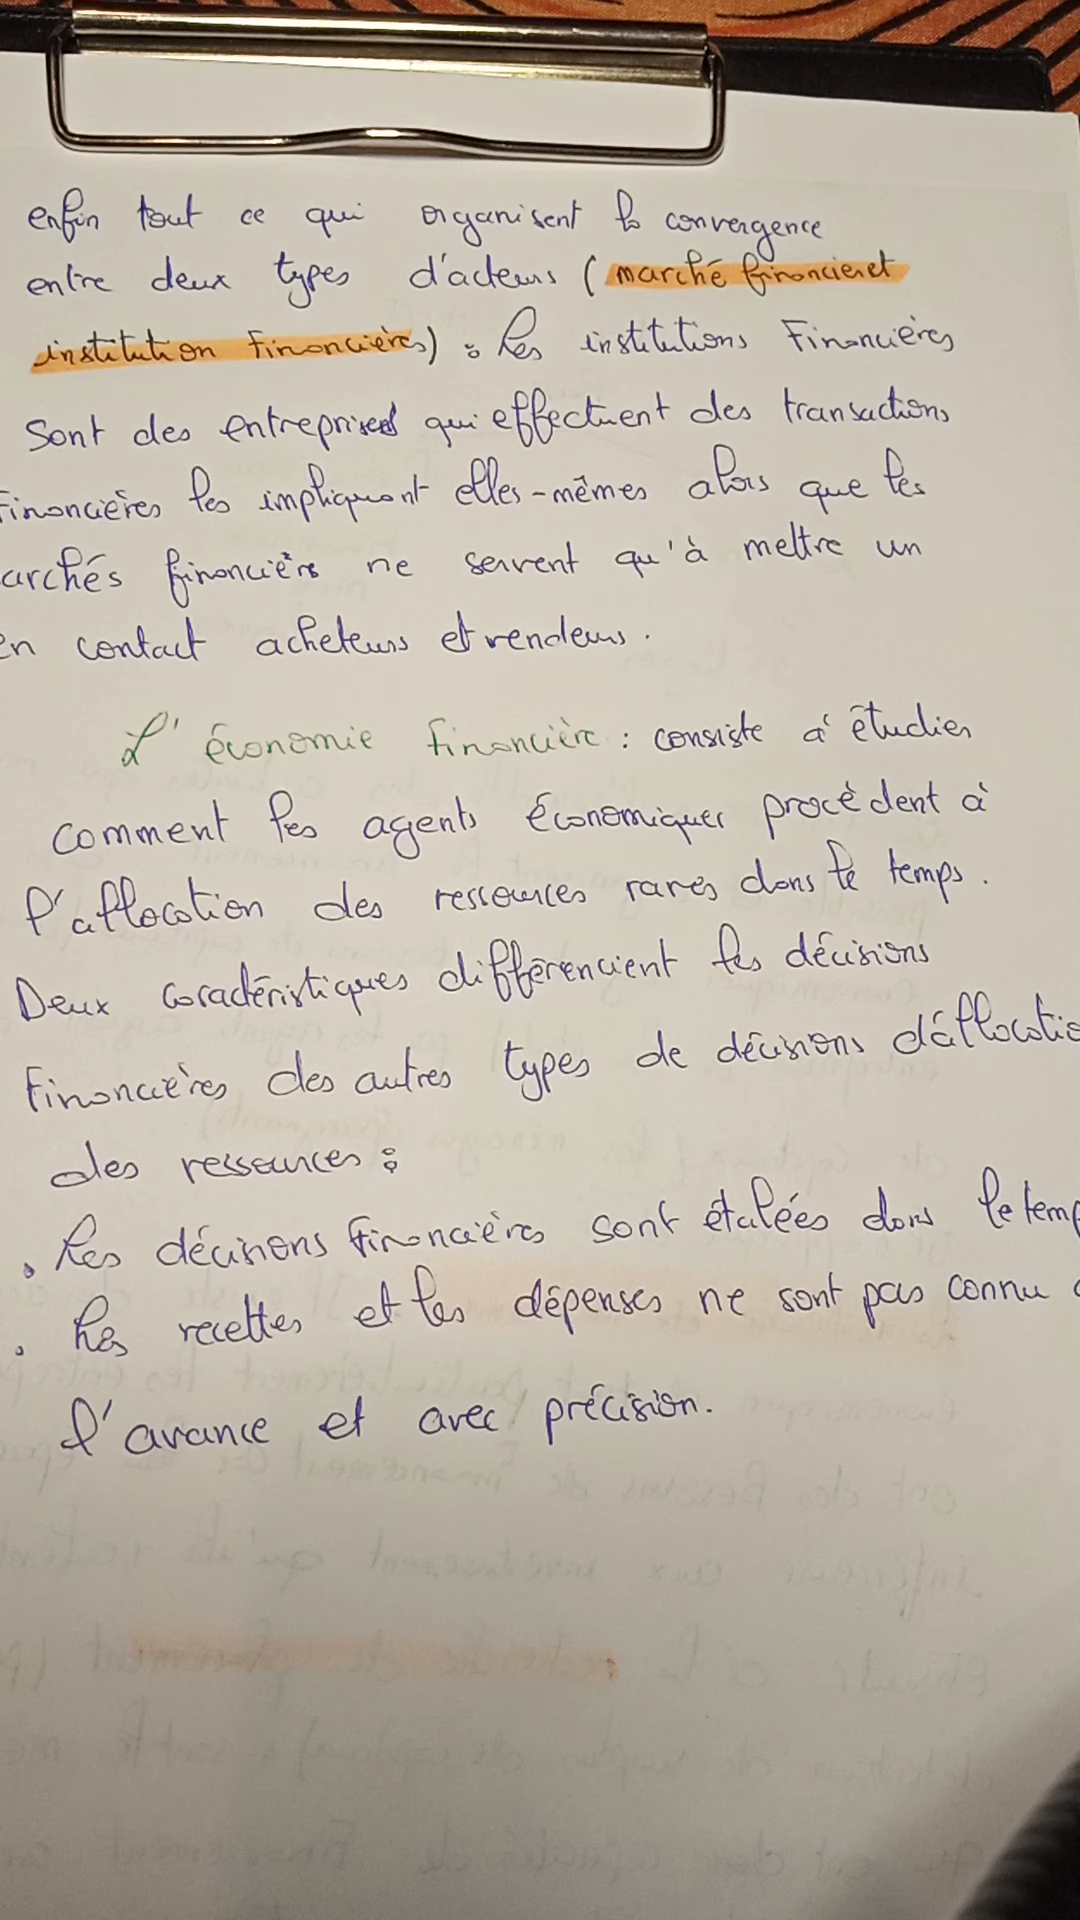 enfin tout ce qui organisent la convergence
entre deux types d'acteurs (marché financier et
institution financières) : Les institutions Financières
Sont des entreprises qui effectuent des transactions
Financières les impliquant elles-mêmes alors que les
archés financièrs ne servent qu'à mettre un
en contact acheteurs et vendeurs.
L'économie financière : consiste à étudier
comment les agents économiques procèdent à
l'allocation des ressources rares dans le temps.
Deux caractéristiques différencient les décisions
Financières des autres types de décisions d'allocatio
des ressources :
. Les décisions financières sont étalées dans le temp
. Les recettes et les dépenses ne sont pas connu
l'avance et avec précision.